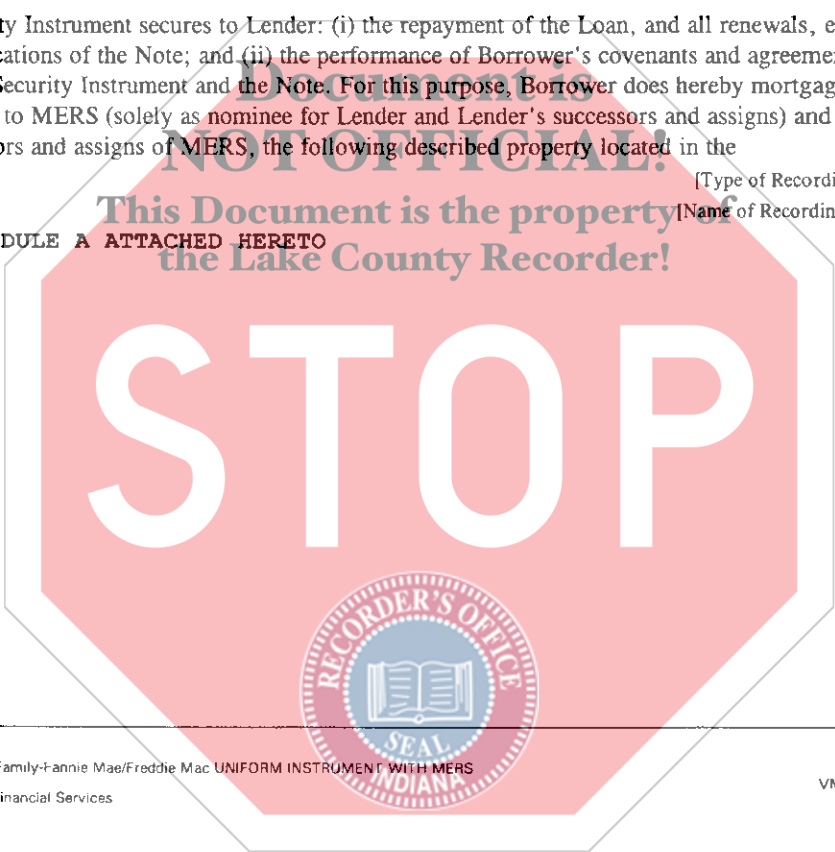 ty Instrument secures to Lender: (i) the repayment of the Loan, and all renewals, e
cations of the Note; and (ii) the performance of Borrower's covenants and agreeme
Security Instrument and the Note. For this purpose, Borrower does hereby mortgag
to MERS (solely as nominee for Lender and Lender's successors and assigns) and
ors and assigns of MERS, the following described property located in the
[Type of Recordi
[Name of Recordin
DULE A ATTACHED HERETO
Document is
NOT OFFICIAL!
This Document is the property of
the Lake County Recorder!
STOP
RECORDER'S OFFICE
SEAL
INDIANA
Family-Fannie Mae/Freddie Mac UNIFORM INSTRUMENT WITH MERS
inancial Services
VM